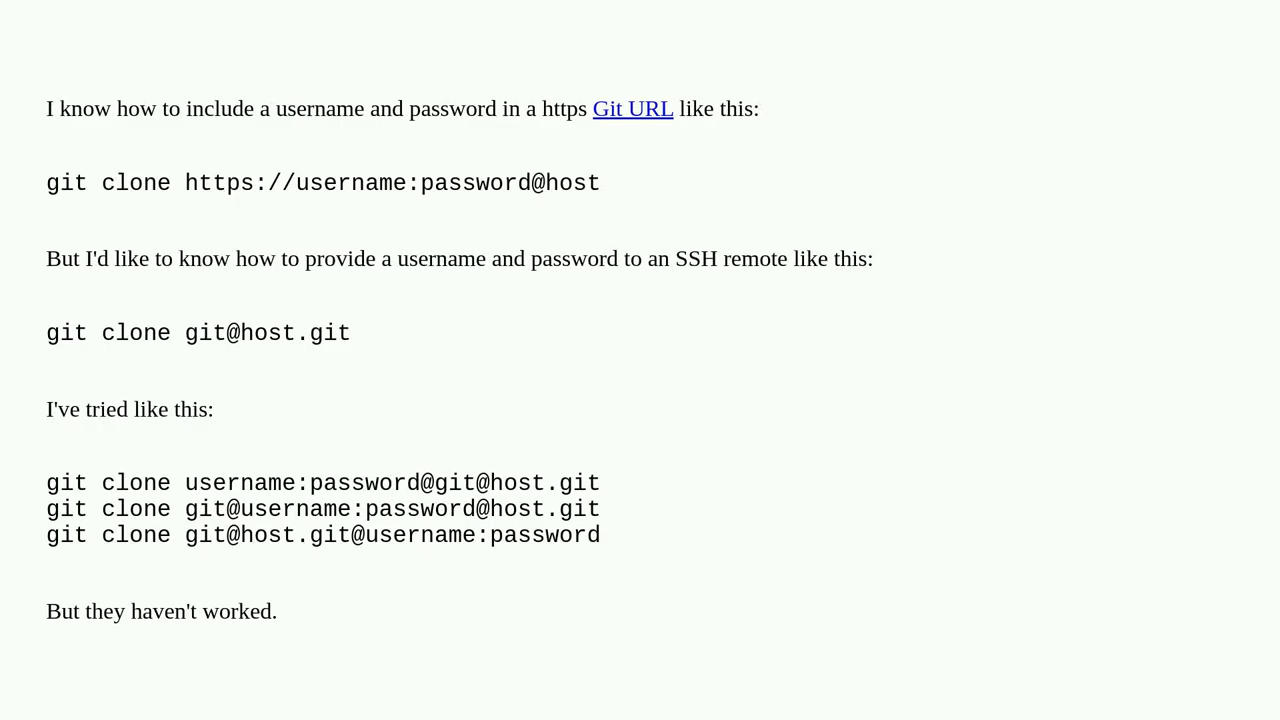 I know how to include a username and password in a https Git URL like this:
git clone https://username:password@host
But I'd like to know how to provide a username and password to an SSH remote like this:
git clone git@host.git
I've tried like this:
git clone username:password@git@host.git
git clone git@username:password@host.git
git clone git@host.git@username:password
But they haven't worked.